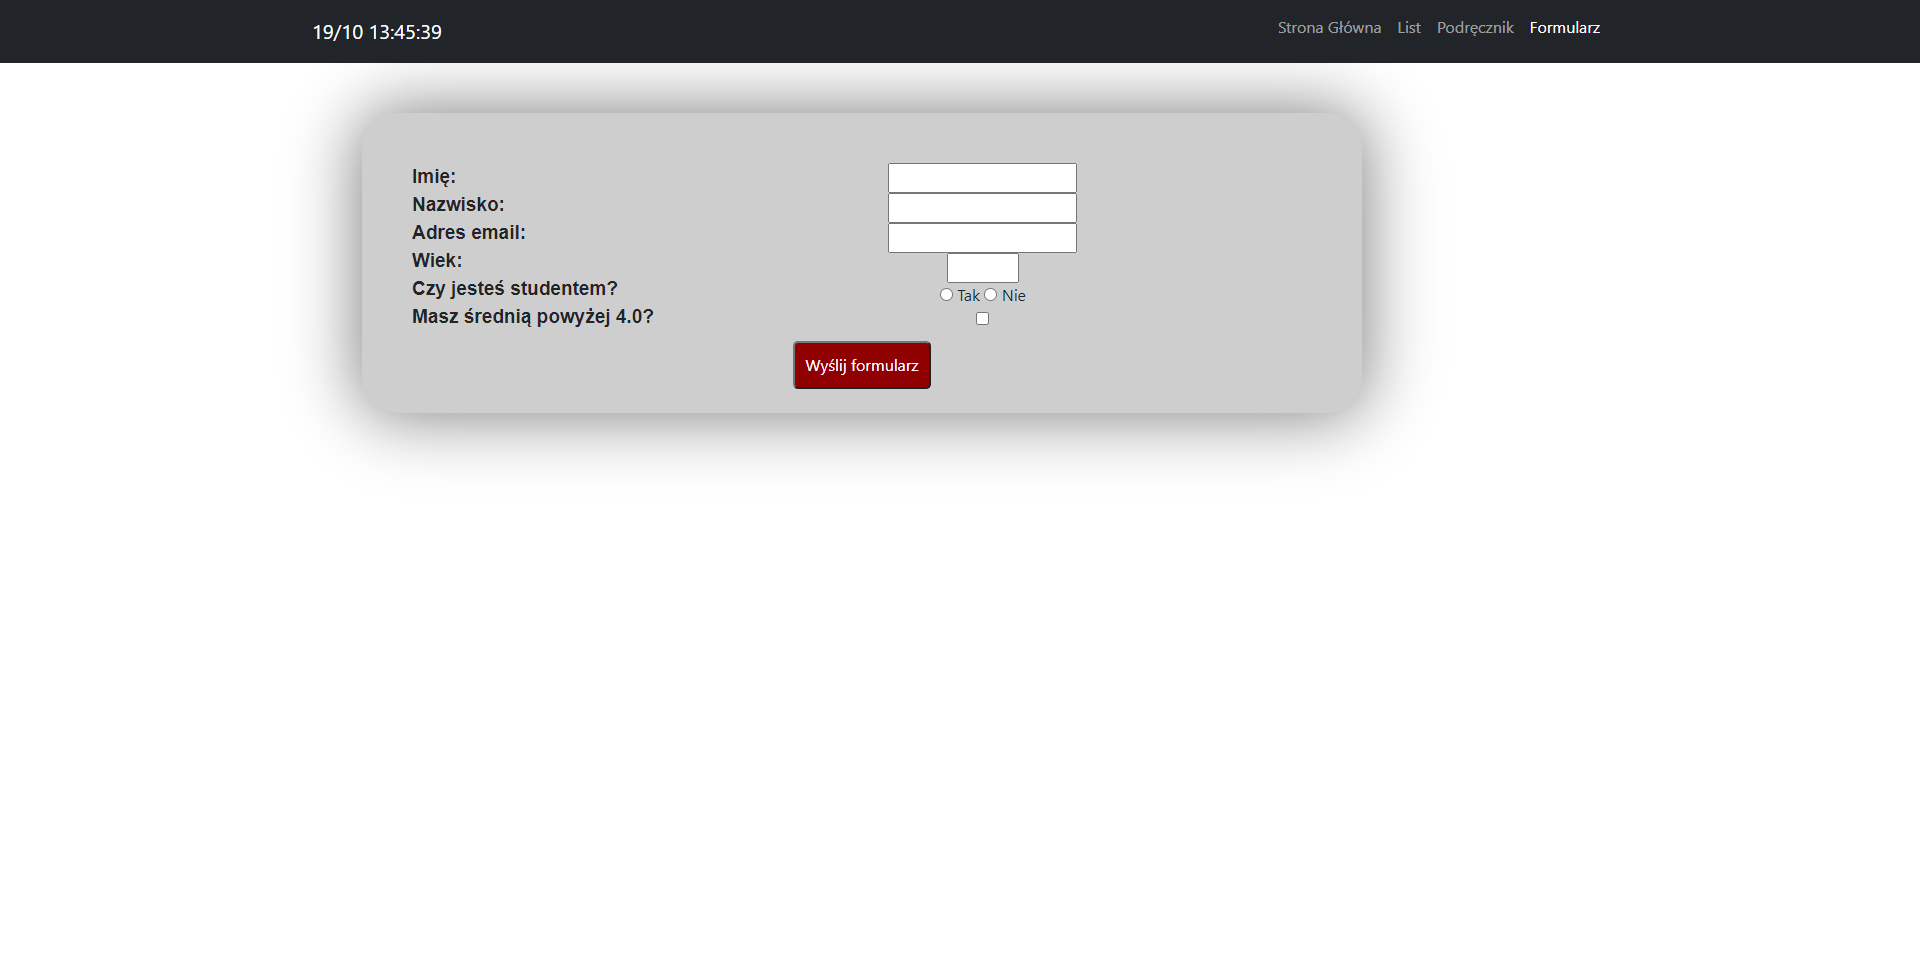 19/10 13:45:39
Strona Główna List Podręcznik Formularz
Imię:
Nazwisko:
Adres email:
Wiek:
Czy jesteś studentem?
Tak Nie
Masz średnią powyżej 4.0?
Wyślij formularz